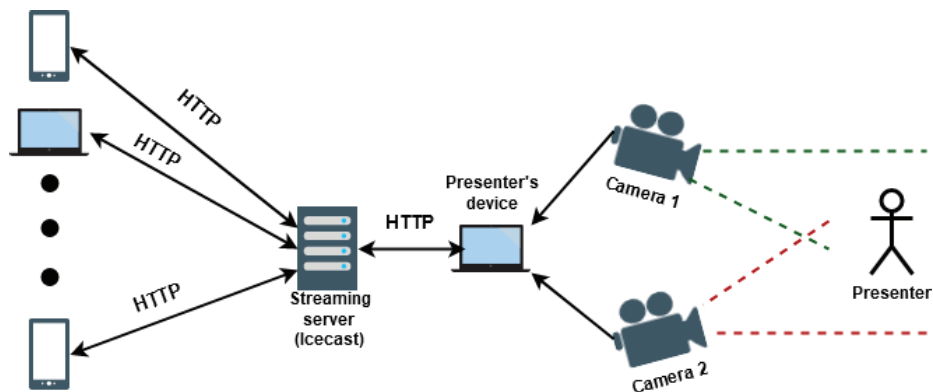 HTTP
HTTP
HTTP
Streaming
server
(Icecast)
HTTP
Presenter's
device
Camera 1
Camera 2
Presenter